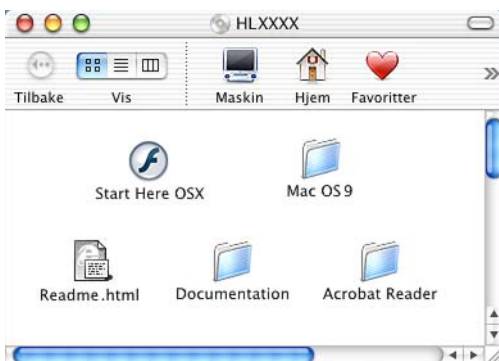 HLXXXX
Tilbake Vis Maskin Hjem Favoritter
Start Here OSX Mac OS 9
Readme.html Documentation Acrobat Reader